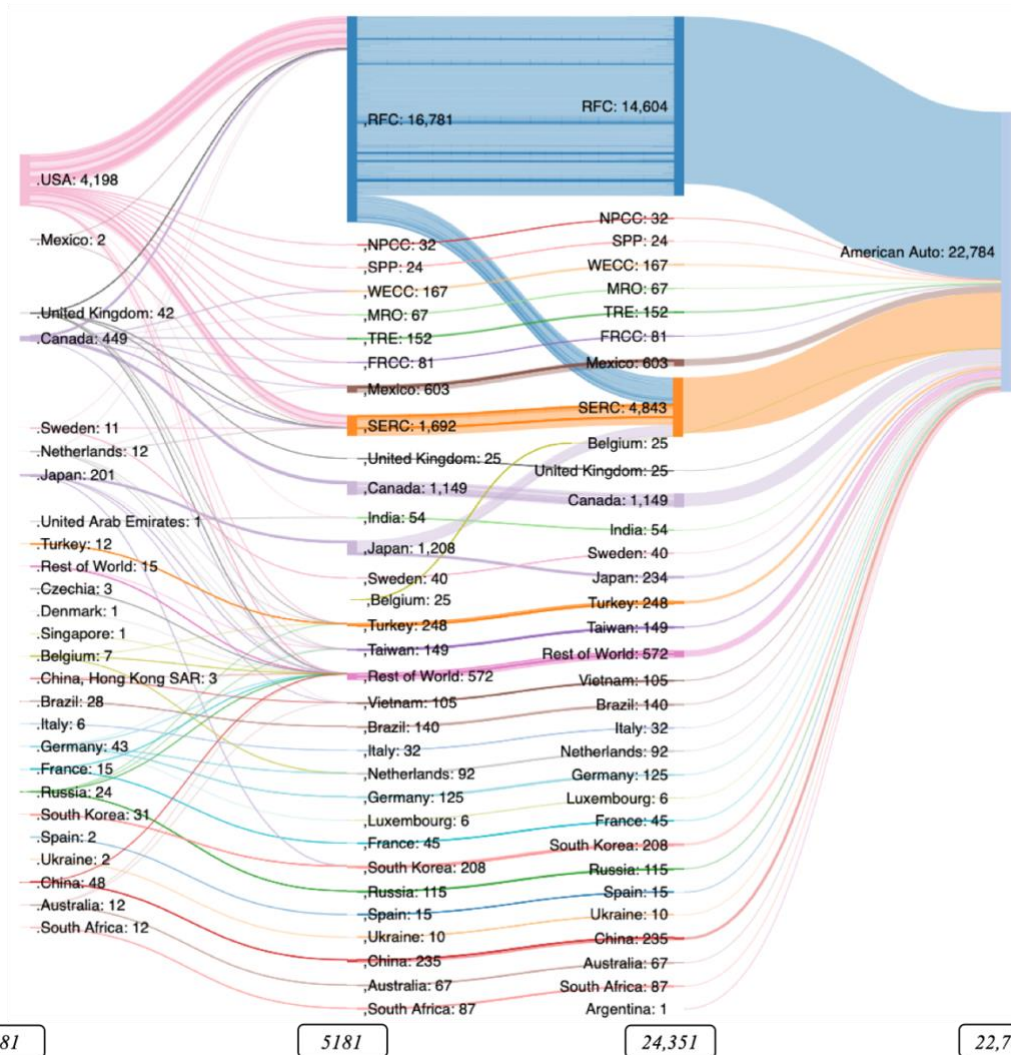 .USA: 4,198
.Mexico: 2
.United Kingdom: 42
.Canada: 449
.Sweden: 11
.Netherlands: 12
.Japan: 201
.United Arab Emirates: 1
.Turkey: 12
.Rest of World: 15
.Czechia: 3
.Denmark: 1
.Singapore: 1
.Belgium: 7
.China, Hong Kong SAR: 3
.Brazil: 28
.Italy: 6
.Germany: 43
.France: 15
.Russia: 24
.South Korea: 31
.Spain: 2
.Ukraine: 2
.China: 48
.Australia: 12
.South Africa: 12
,RFC: 16,781
,NPCC: 32
,SPP: 24
,WECC: 167
,MRO: 67
,TRE: 152
,FRCC: 81
,Mexico: 603
,SERC: 1,692
,United Kingdom: 25
,Canada: 1,149
,India: 54
,Japan: 1,208
,Sweden: 40
,Belgium: 25
,Turkey: 248
,Taiwan: 149
,Rest of World: 572
,Vietnam: 105
,Brazil: 140
,Italy: 32
,Netherlands: 92
,Germany: 125
,Luxembourg: 6
,France: 45
,South Korea: 208
,Russia: 115
,Spain: 15
,Ukraine: 10
,China: 235
,Australia: 67
,South Africa: 87
RFC: 14,604
NPCC: 32
SPP: 24
WECC: 167
MRO: 67
TRE: 152
FRCC: 81
Mexico: 603
SERC: 4,843
Belgium: 25
United Kingdom: 25
Canada: 1,149
India: 54
Sweden: 40
Japan: 234
Turkey: 248
Taiwan: 149
Rest of World: 572
Vietnam: 105
Brazil: 140
Italy: 32
Netherlands: 92
Germany: 125
Luxembourg: 6
France: 45
South Korea: 208
Russia: 115
Spain: 15
Ukraine: 10
China: 235
Australia: 67
South Africa: 87
Argentina: 1
American Auto: 22,784
81
5181
24,351
22,7